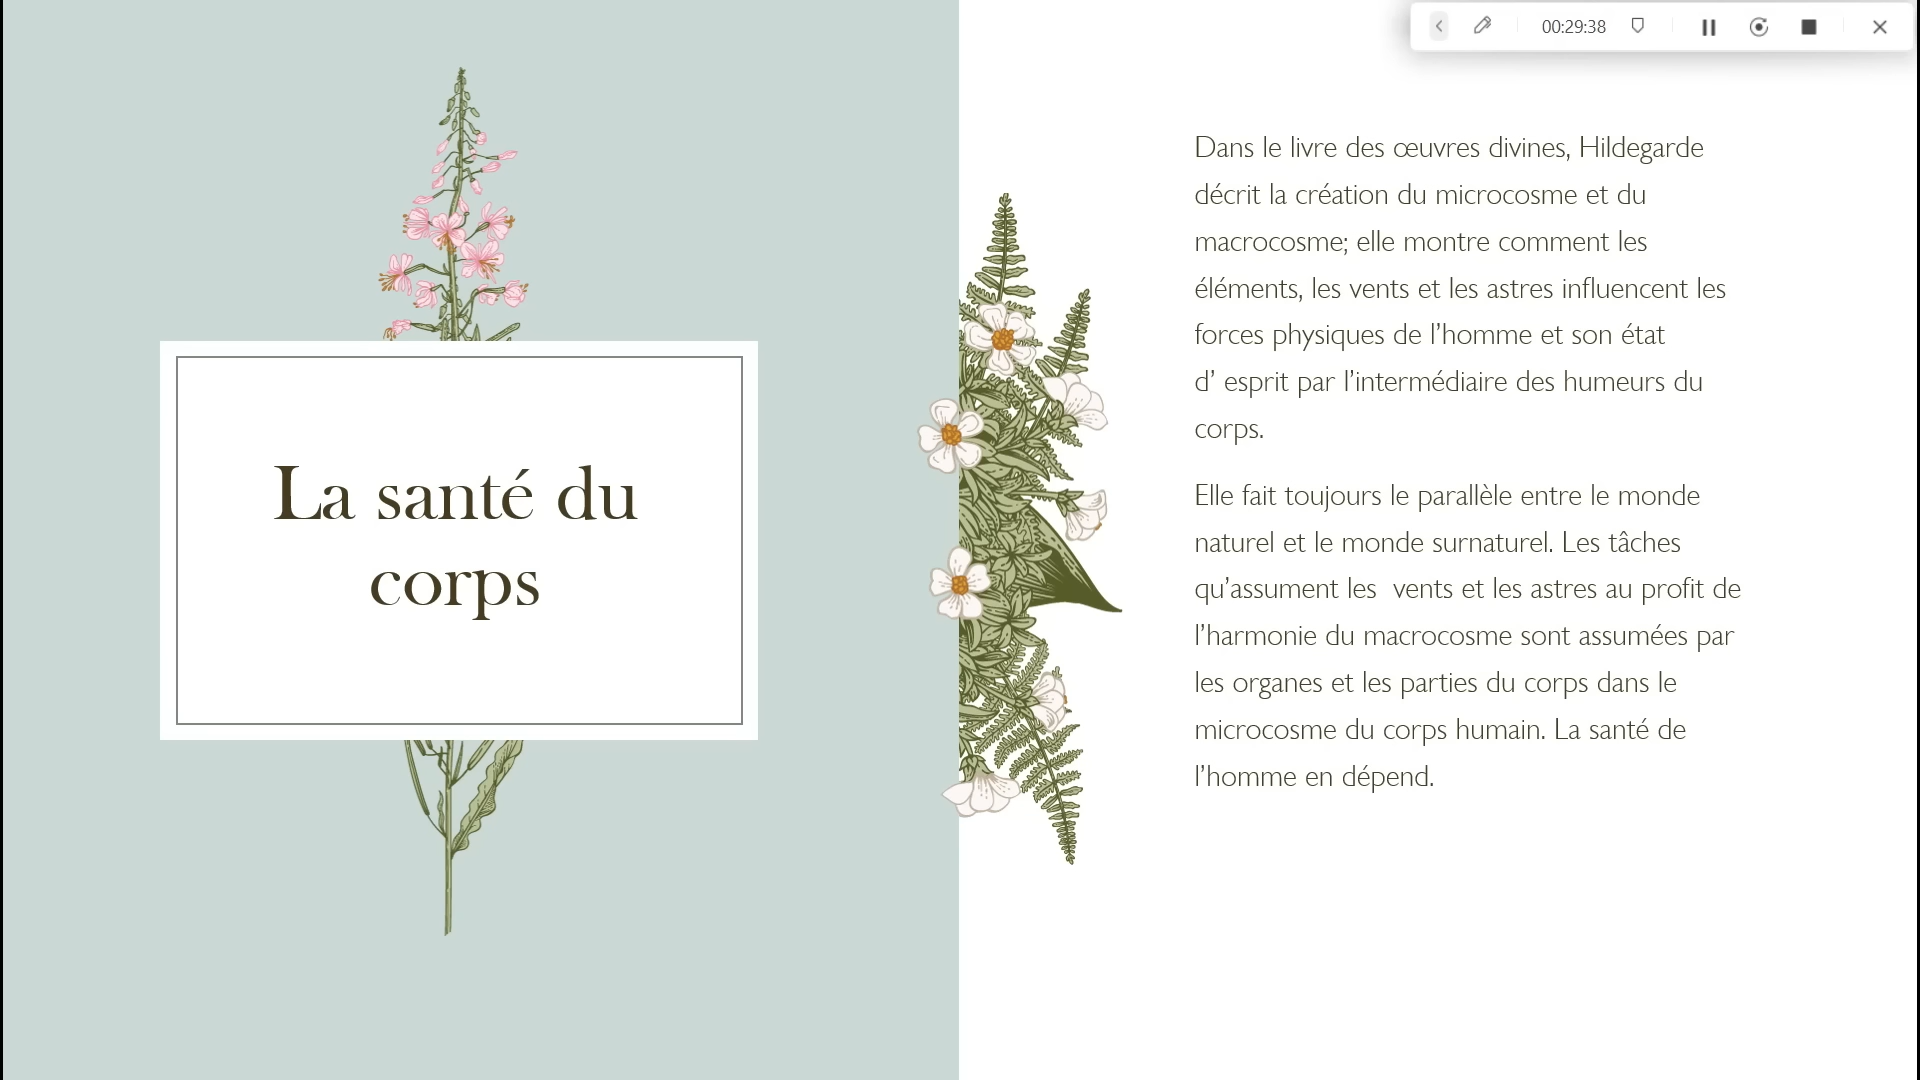 00:29:38
La santé du
corps
Dans le livre des œuvres divines, Hildegarde
décrit la création du microcosme et du
macrocosme; elle montre comment les
éléments, les vents et les astres influencent les
forces physiques de l’homme et son état
d’ esprit par l’intermédiaire des humeurs du
corps.
Elle fait toujours le parallèle entre le monde
naturel et le monde surnaturel. Les tâches
qu’assument les  vents et les astres au profit de
l’harmonie du macrocosme sont assumées par
les organes et les parties du corps dans le
microcosme du corps humain. La santé de
l’homme en dépend.